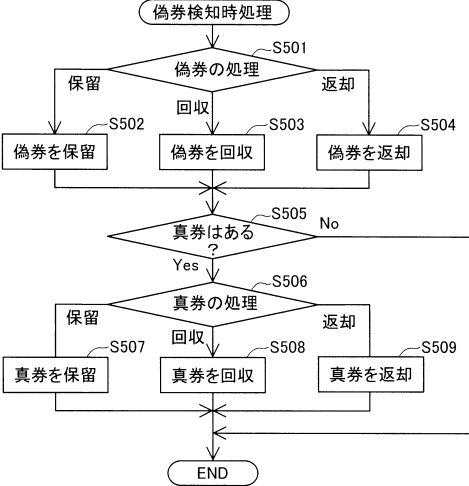 偽券検知時処理
S501
偽券の処理
保留
回収
返却
S502
S503
S504
偽券を保留
偽券を回収
偽券を返却
S505
真券はある
?
No
Yes
S506
真券の処理
保留
回収
返却
S507
S508
S509
真券を保留
真券を回収
真券を返却
END